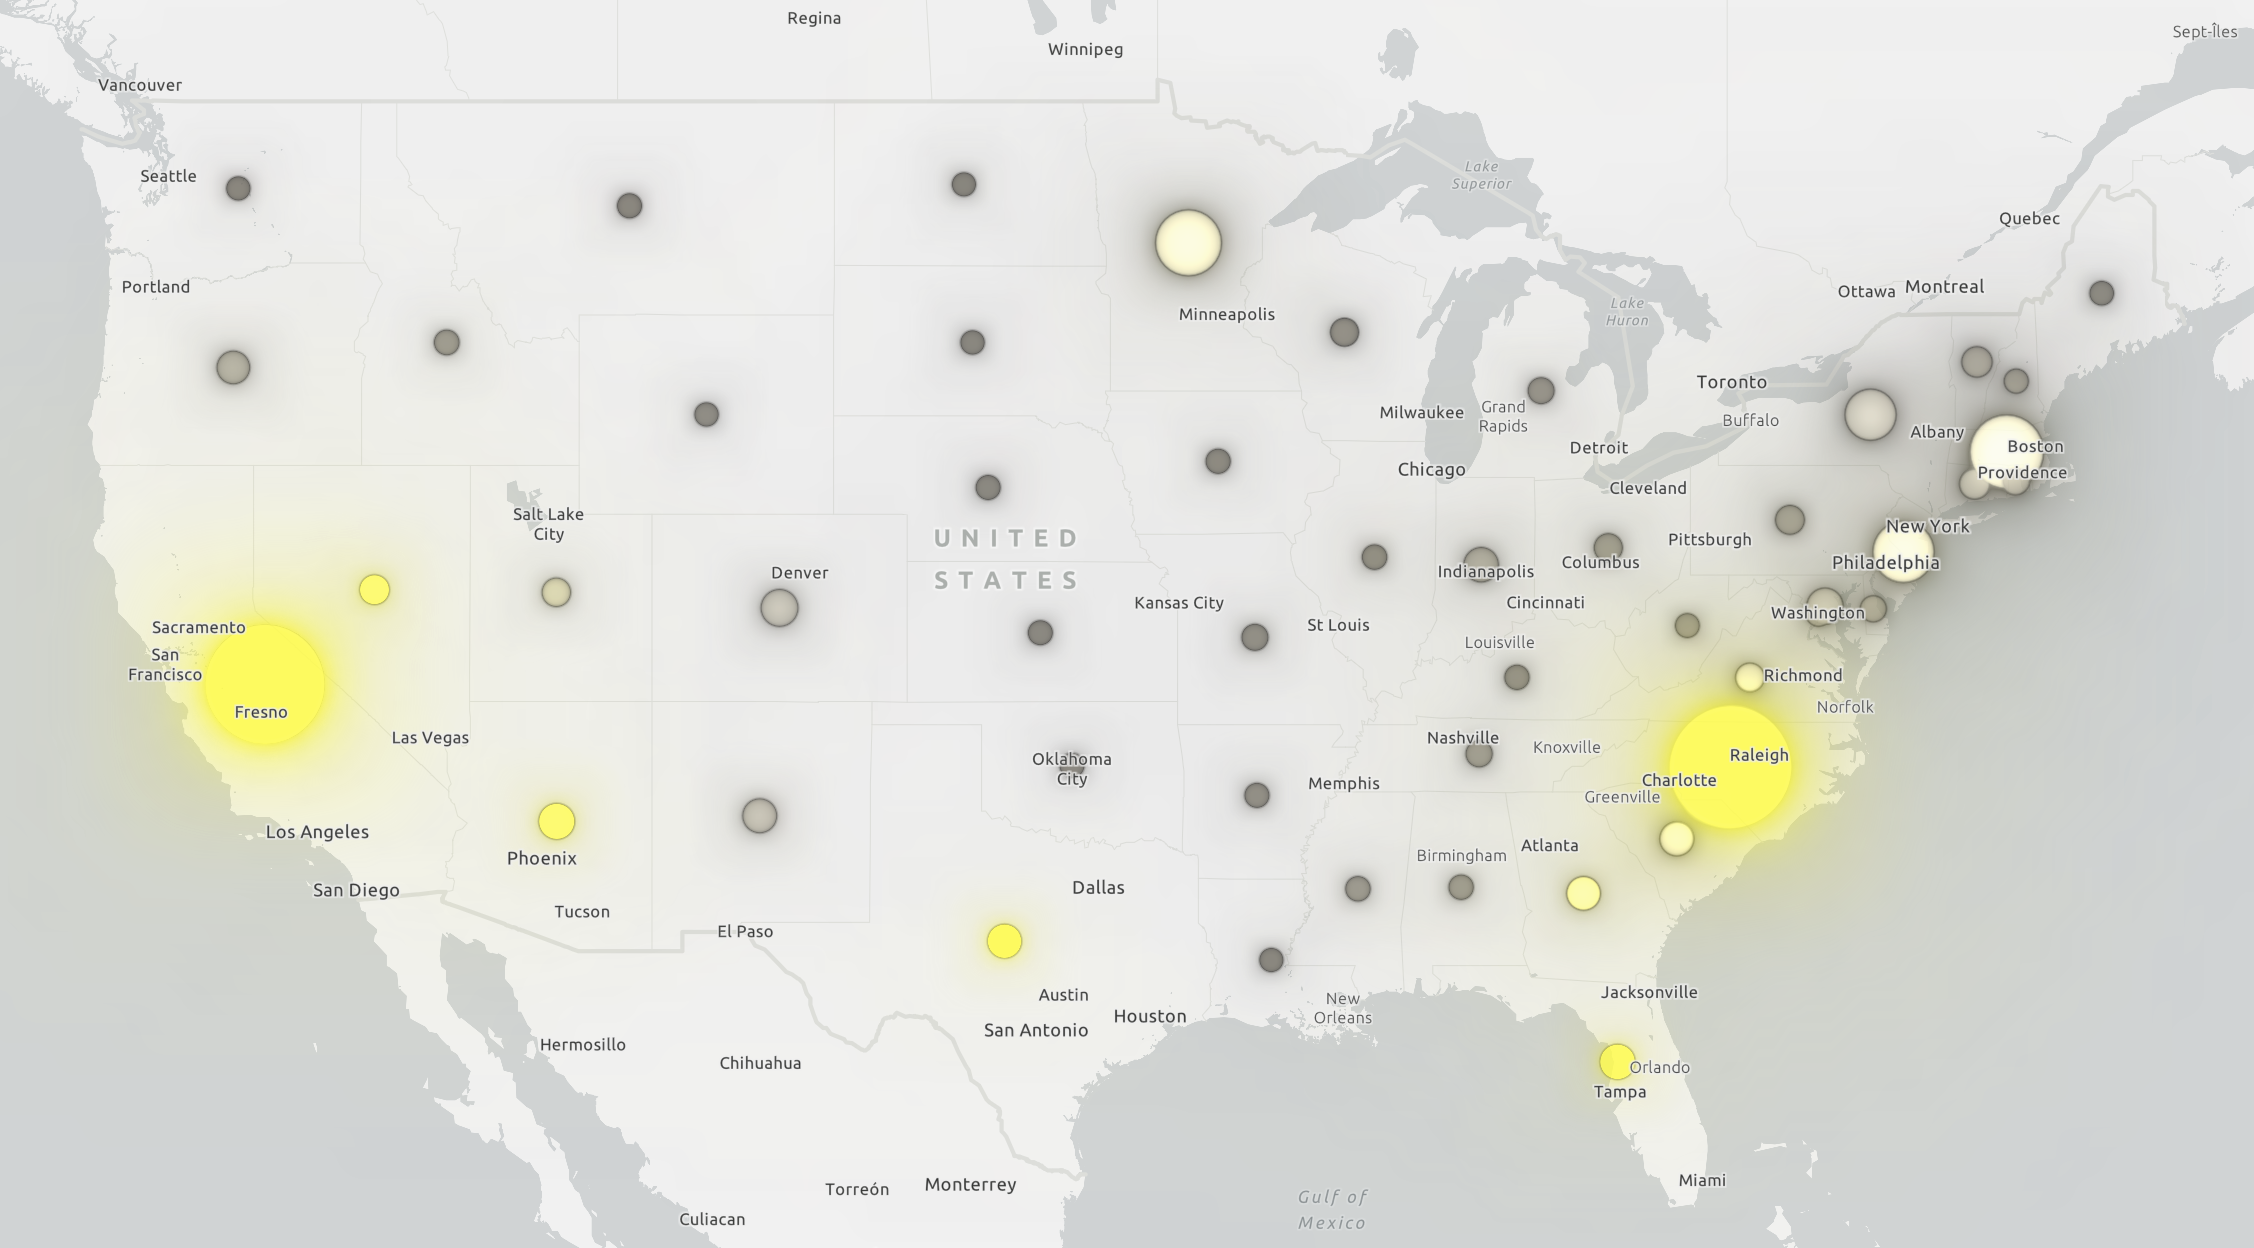 Regina
Sept-Îles
Winnipeg
Vancouver
Lake
Superior
Seattle
Quebec
Portland
Ottawa
Montreal
Lake
Huron
Minneapolis
Toronto
Milwaukee
Grand
Rapids
Buffalo
Albany
Detroit
Boston
Chicago
Providence
Cleveland
Salt Lake
City
New York
UNITED
STATES
Pittsburgh
Philadelphia
Columbus
Indianapolis
Denver
Kansas City
Cincinnati
Washington
St Louis
Sacramento
Louisville
San
Francisco
Richmond
Norfolk
Fresno
Las Vegas
Nashville
Knoxville
Raleigh
Oklahoma
City
Memphis
Charlotte
Greenville
Los Angeles
Atlanta
Birmingham
Phoenix
San Diego
Dallas
Tucson
El Paso
Austin
Jacksonville
New
Orleans
Houston
San Antonio
Hermosillo
Chihuahua
Orlando
Tampa
Miami
Torreón
Monterrey
Gulf of
Mexico
Culiacan